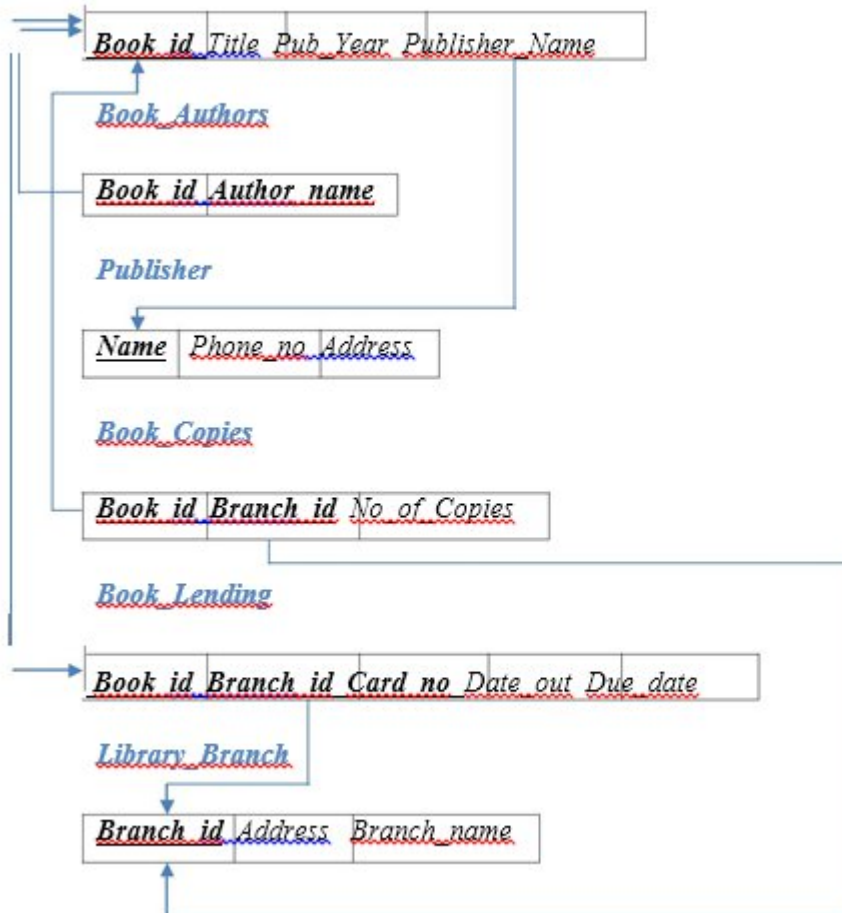 Book_id Title Pub_Year Publisher_Name
Book_Authors
Book_id Author_name
Publisher
Name Phone_no Address
Book_Copies
Book_id Branch_id No_of_Copies
Book_Lending
Book_id Branch_id Card_no Date_out Due_date
Library_Branch
Branch_id Address Branch_name